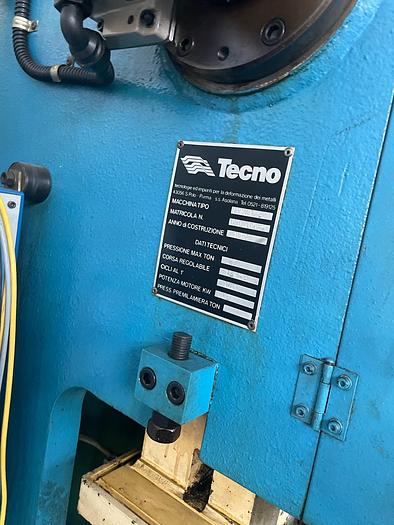 Tecno
tecnologie ed impianti per la deformazione dei metalli
43056 S. Polo - Parma s.s. Asolana Tel. 0521 - 819125
MACCHINA TIPO
MATRICOLA N.
ANNO DI COSTRUZIONE
DATI TECNICI
PRESSIONE MAX TON
CORSA REGOLABILE
CICLI AL 1'
POTENZA MOTORE KW
PRESS. PREMILAMIERA TON